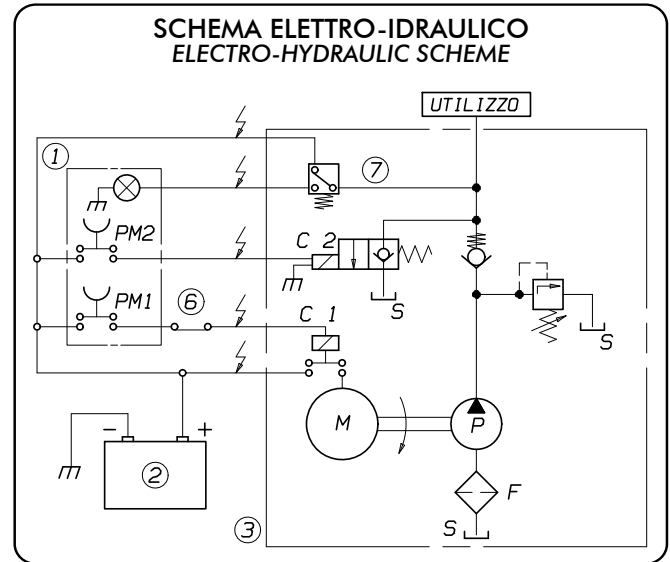 SCHEMA ELETTRO-IDRAULICO
ELECTRO-HYDRAULIC SCHEME
UTILIZZO
1
7
PM2
C 2
S
PM1
6
C 1
S
M
P
- +
2
F
3
S